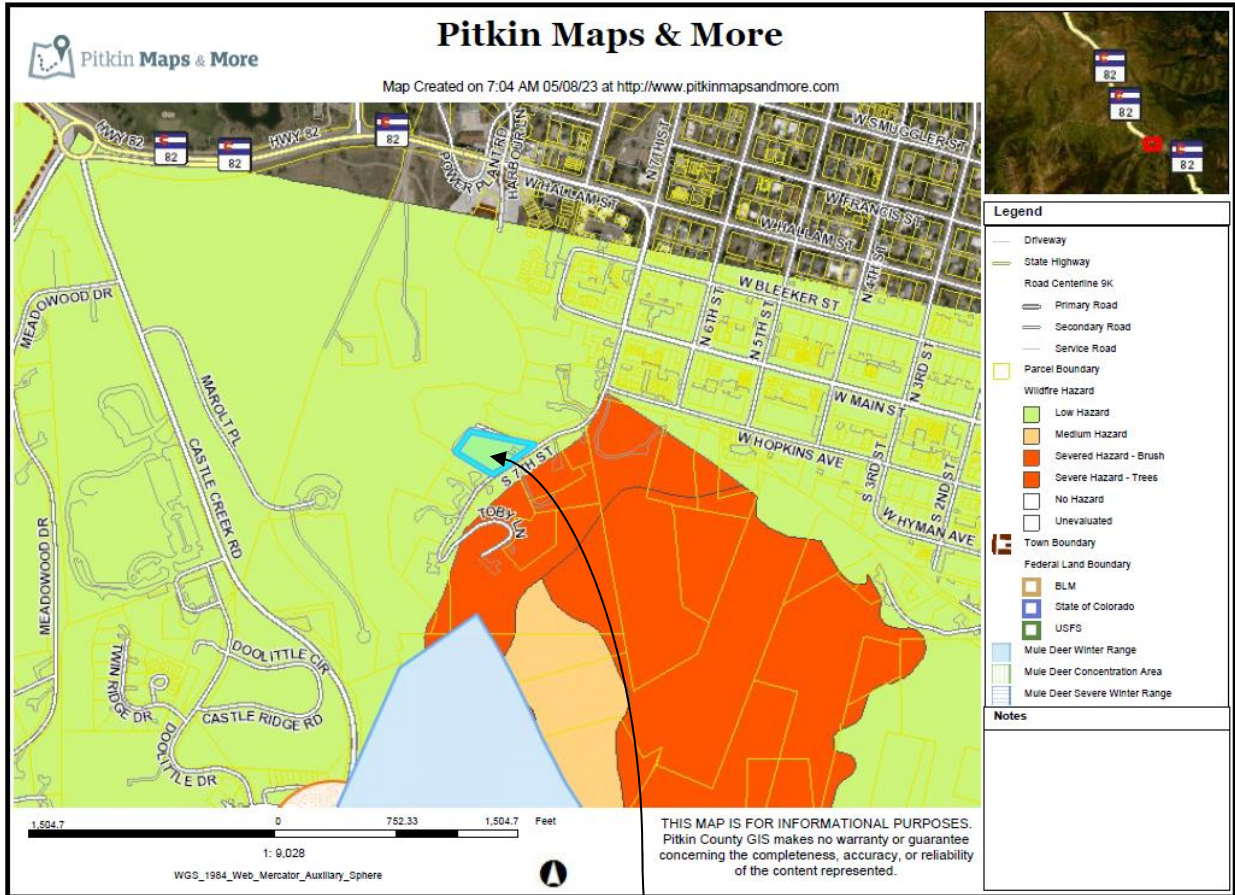 Pitkin Maps & More
Pitkin Maps & More
Map Created on 7:04 AM 05/08/23 at http://www.pitkinmapsandmore.com
82
82
82
HWY 82
82
82
HWY 82
82
POWER PLANT RD
HARBOUR LN
N 7TH ST
W SMUGGLER ST
W HALLAM ST
W FRANCIS ST
W HALLAM ST
N 4TH ST
W BLEEKER ST
N 6TH ST
N 5TH ST
N 3RD ST
MEADOWOOD DR
MAROLT PL
CASTLE CREEK RD
W MAIN ST
W HOPKINS AVE
S 7TH ST
S 3RD ST
S 2ND ST
TOBY LN
W HYMAN AVE
MEADOWOOD DR
DOOLITTLE CIR
TWIN RIDGE DR
CASTLE RIDGE RD
DOOLITTLE DR
Legend
Driveway
State Highway
Road Centerline 9K
Primary Road
Secondary Road
Service Road
Parcel Boundary
Wildfire Hazard
Low Hazard
Medium Hazard
Severed Hazard - Brush
Severe Hazard - Trees
No Hazard
Unevaluated
Town Boundary
Federal Land Boundary
BLM
State of Colorado
USFS
Mule Deer Winter Range
Mule Deer Concentration Area
Mule Deer Severe Winter Range
Notes
1,504.7 0 752.33 1,504.7 Feet
1: 9,028
WGS_1984_Web_Mercator_Auxiliary_Sphere
THIS MAP IS FOR INFORMATIONAL PURPOSES.
Pitkin County GIS makes no warranty or guarantee
concerning the completeness, accuracy, or reliability
of the content represented.